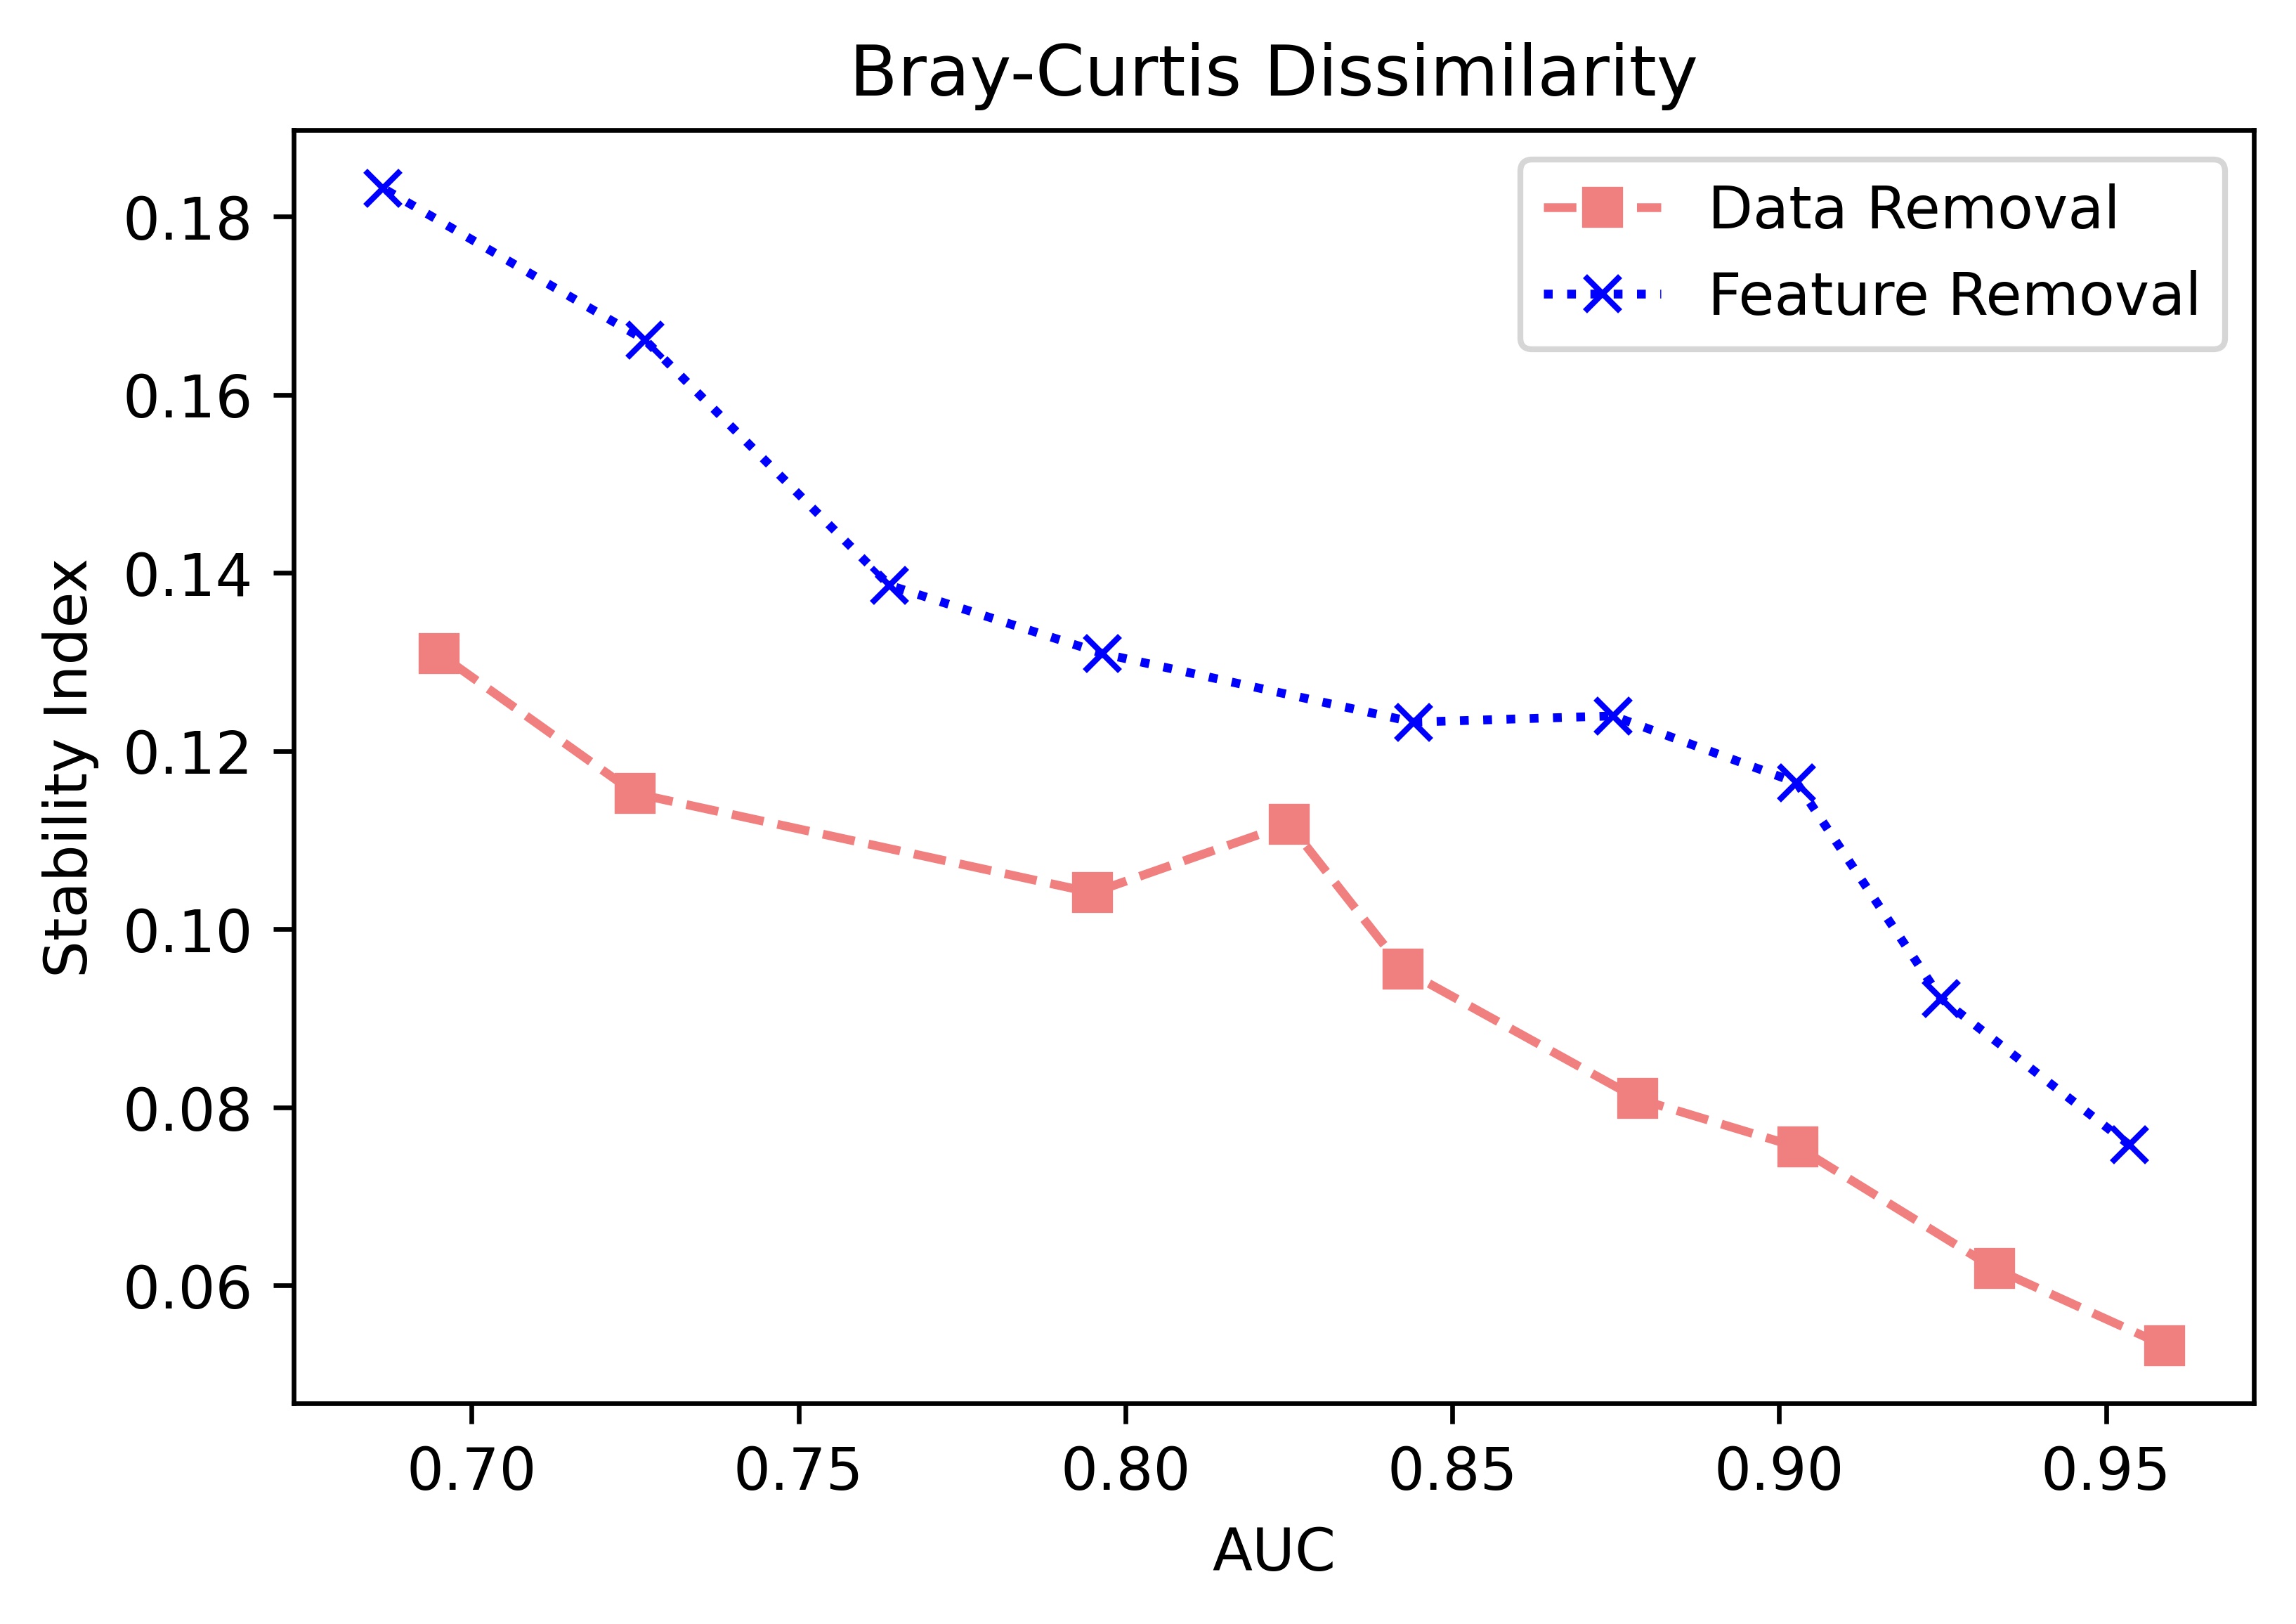 Bray-Curtis Dissimilarity
Data Removal
Feature Removal
Stability Index
0.18
0.16
0.14
0.12
0.10
0.08
0.06
0.70 0.75 0.80 0.85 0.90 0.95
AUC